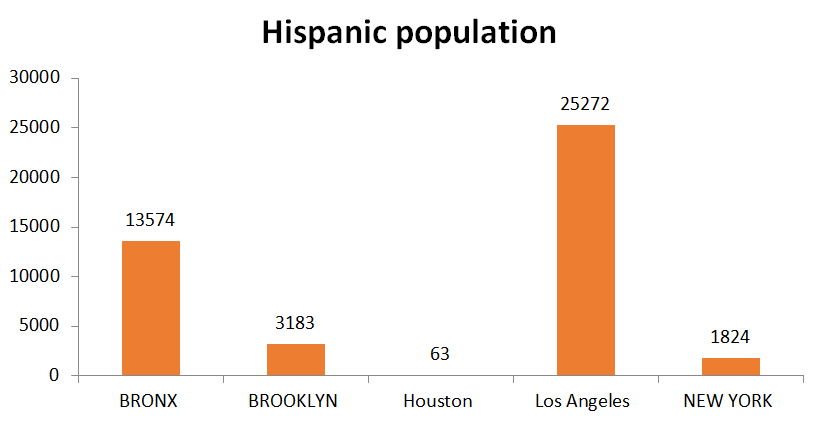 Hispanic population
30000
25000
20000
15000
10000
5000
0
13574
3183
63
25272
1824
BRONX
BROOKLYN
Houston
Los Angeles
NEW YORK